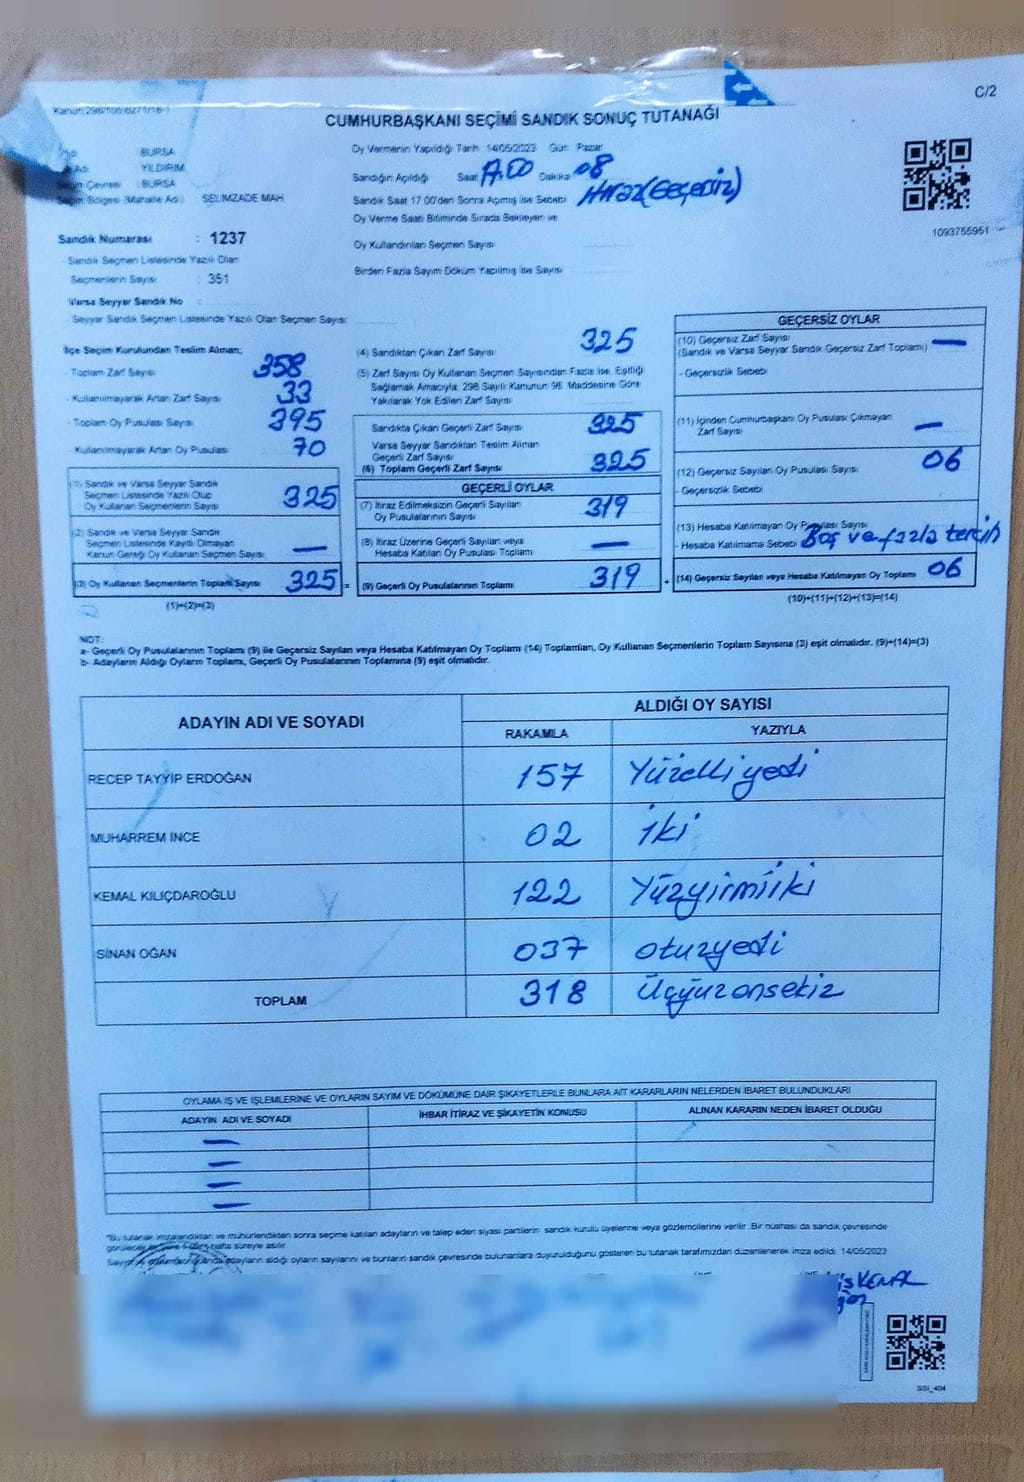 C/2
Kanun:298/106/6271/18-1
CUMHURBAŞKANI SEÇİMİ SANDIK SONUÇ TUTANAĞI
BURSA
YILDIRIM
Seçim Çevresi : BURSA
Seçim Bölgesi (Mahalle Adı) SELİMZADE MAH
Sandık Numarası : 1237
Sandık Seçmen Listesinde Yazılı Olan
Seçmenlerin Sayısı : 351
Varsa Seyyar Sandık No
Seyyar Sandık Seçmen Listesinde Yazılı Olan Seçmen Sayısı:
Oy Vermenin Yapıldığı Tarih 14/05/2023 Gün Pazar
Sandığın Açıldığı Saat Dakika 08
Sandık Saat 17:00'den Sonra Açımış ise Sebebi (Geçersiz)
Oy Verme Saati Bitiminde Sırada Bekleyen ve
Oy Kullandırılan Seçmen Sayısı
Birden Fazla Sayım Döküm Yapılmış ise Sayısı
1093755951
İlçe Seçim Kurulundan Teslim Alınan;
- Toplam Zarf Sayısı 358
- Kullanılmayarak Artan Zarf Sayısı 33
- Toplam Oy Pusulası Sayısı 395
- Kullanılmayarak Artan Oy Pusulası 70
(1) Sandık ve Varsa Seyyar Sandık
Seçmen Listesinde Yazılı Olup
Oy Kullanan Seçmenlerin Sayısı 325
(2) Sandık ve Varsa Seyyar Sandık
Seçmen Listesinde Kayıtlı Olmayan
Kanun Gereği Oy Kullanan Seçmen Sayısı —
(3) Oy Kullanan Seçmenlerin Toplam Sayısı 325 =
(1)+(2)=(3)
(4) Sandıktan Çıkan Zarf Sayısı 325
(5) Zarf Sayısı Oy Kullanan Seçmen Sayısından Fazla ise, Eşitliği
Sağlamak Amacıyla; 298 Sayılı Kanunun 98. Maddesine Göre
Yakılarak Yok Edilen Zarf Sayısı
Sandıkta Çıkan Geçerli Zarf Sayısı 325
Varsa Seyyar Sandıktan Teslim Alınan
Geçerli Zarf Sayısı
(6) Toplam Geçerli Zarf Sayısı 325
GEÇERLİ OYLAR
(7) İtiraz Edilmeksizin Geçerli Sayılan
Oy Pusulalarının Sayısı 319
(8) İtiraz Üzerine Geçerli Sayılan veya
Hesaba Katılan Oy Pusulası Toplamı —
(9) Geçerli Oy Pusulalarının Toplamı 319 +
GEÇERSİZ OYLAR
(10) Geçersiz Zarf Sayısı
(Sandık ve Varsa Seyyar Sandık Geçersiz Zarf Toplamı) —
- Geçersizlik Sebebi
(11) İçinden Cumhurbaşkanı Oy Pusulası Çıkmayan
Zarf Sayısı —
(12) Geçersiz Sayılan Oy Pusulası Sayısı 06
- Geçersizlik Sebebi
(13) Hesaba Katılmayan Oy Pusulası Sayısı
- Hesaba Katılmama Sebebi Boş ve fazla tercih
(14) Geçersiz Sayılan veya Hesaba Katılmayan Oy Toplamı 06
(10)+(11)+(12)+(13)=(14)
NOT:
a- Geçerli Oy Pusulalarının Toplamı (9) ile Geçersiz Sayılan veya Hesaba Katılmayan Oy Toplamı (14) Toplamları, Oy Kullanan Seçmenlerin Toplam Sayısına (3) eşit olmalıdır. (9)+(14)=(3)
b- Adayların Aldığı Oyların Toplamı, Geçerli Oy Pusulalarının Toplamına (9) eşit olmalıdır.
ADAYIN ADI VE SOYADI ALDIĞI OY SAYISI
RAKAMLA YAZIYLA
RECEP TAYYİP ERDOĞAN 157 Yüzelliyedi
MUHARREM İNCE 02 İki
KEMAL KILIÇDAROĞLU 122 Yüzyirmiiki
SİNAN OĞAN 037 otuzyedi
TOPLAM 318 Üçyüzonsekiz
OYLAMA İŞ VE İŞLEMLERİNE VE OYLARIN SAYIM VE DÖKÜMÜNE DAİR ŞİKAYETLERLE BUNLARA AİT KARARLARIN NELERDEN İBARET BULUNDUKLARI
ADAYIN ADI VE SOYADI İHBAR İTİRAZ VE ŞİKAYETİN KONUSU ALINAN KARARIN NEDEN İBARET OLDUĞU
—
—
—
—
*Bu tutanak imzalandıktan ve mühürlendikten sonra seçime katılan adayların ve talep eden siyasi partilerin sandık kurulu üyelerine veya gözlemcilerine verilir .Bir nüshası da sandık çevresinde
görülecek bir yere 1 (bir) hafta süreyle asılır.
adayların aldığı oyların sayılarını ve bunların sandık çevresinde bulunanlara duyurulduğunu gösteren bu tutanak tarafımızdan düzenlenerek imza edildi. 14/05/2023
KEMAL
SSI_404